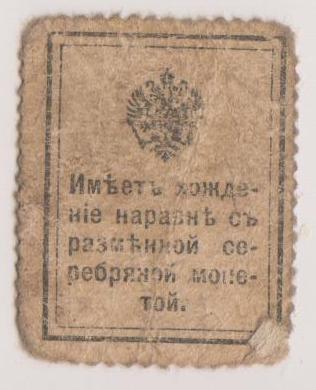 Имѣетъ хожде-
ніе наравнѣ съ
размѣнной се-
ребряной моне-
той.